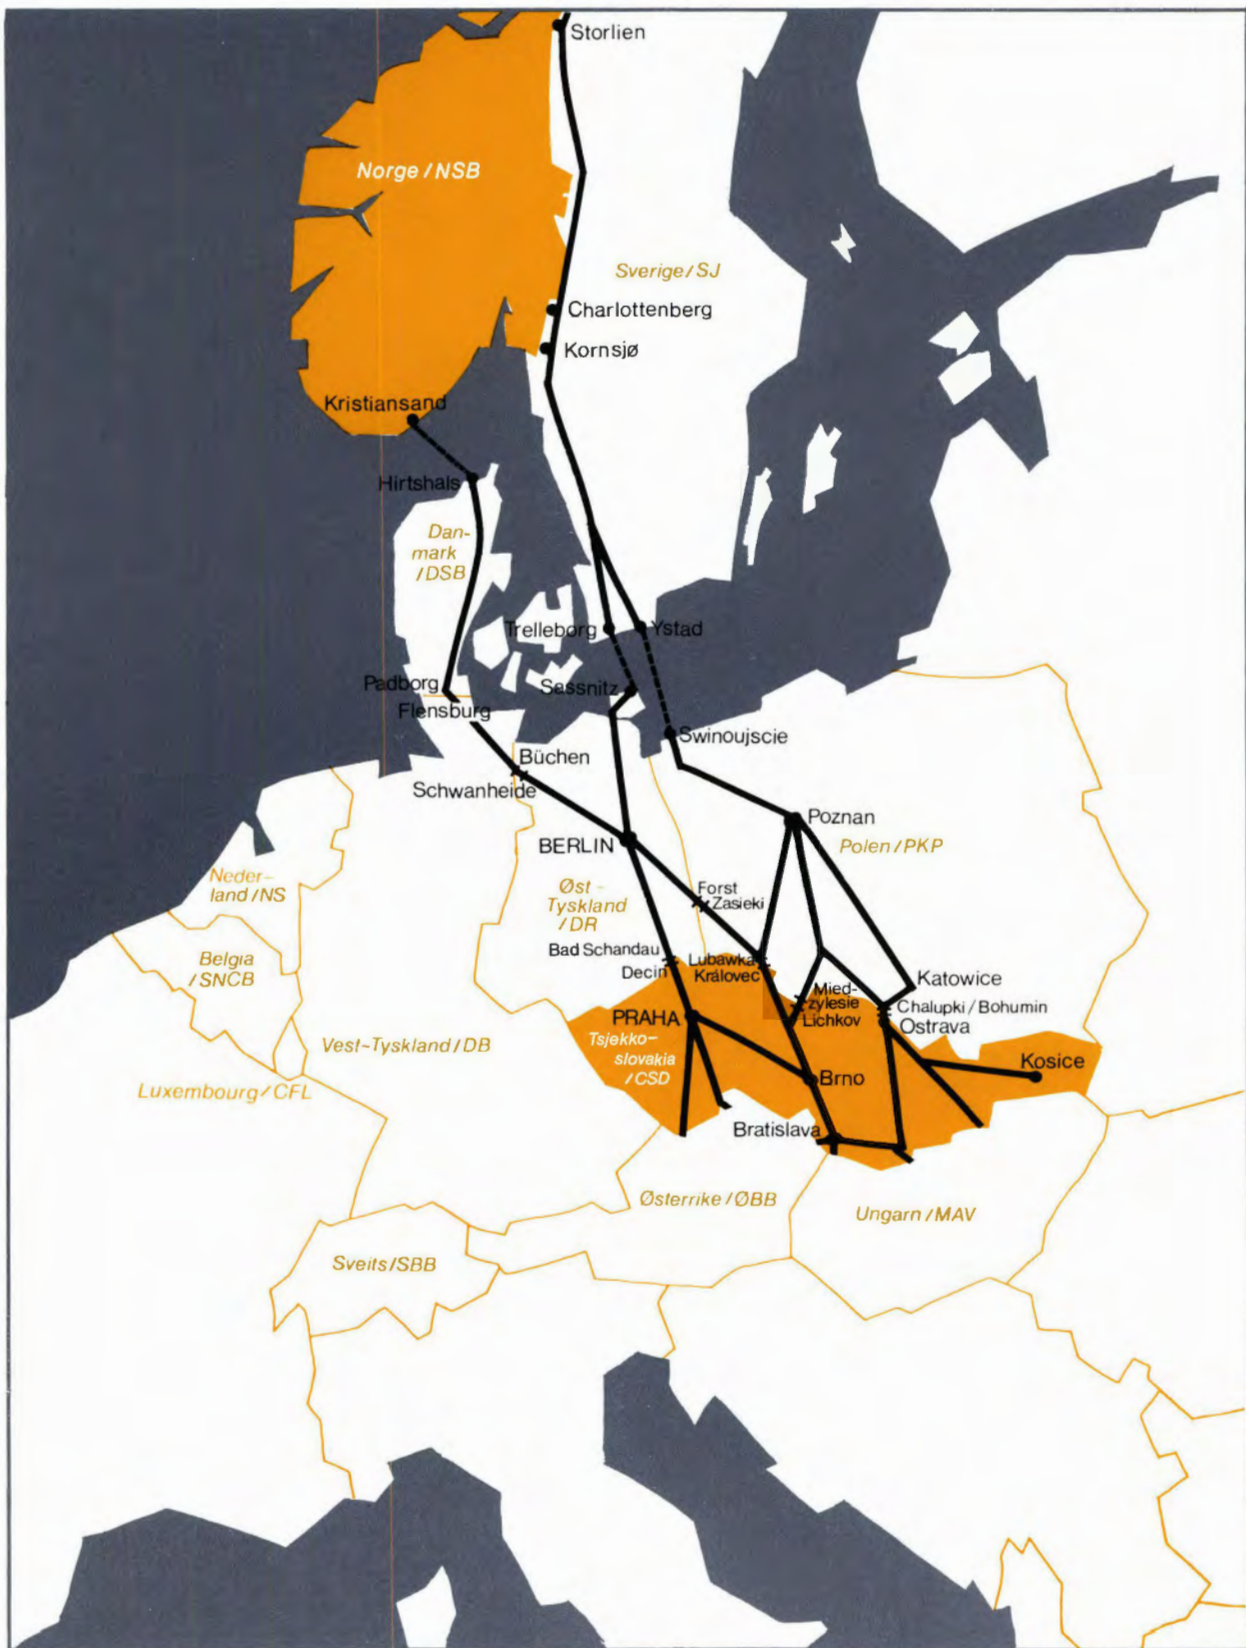 Storlien
Norge / NSB
Sverige / SJ
Charlottenberg
Kornsjø
Kristiansand
Hirtshals
Dan-
mark
/ DSB
Trelleborg
Ystad
Padborg
Sassnitz
Flensburg
Swinoujscie
Büchen
Schwanheide
Poznan
BERLIN
Polen / PKP
Neder-
land / NS
Øst-
Tyskland
/ DR
Forst
Zasieki
Belgia
/ SNCB
Bad Schandau
Decin
Lubawka
Královec
Katowice
Mied-
zylesie
Lichkov
Chalupki / Bohumin
Ostrava
PRAHA
Tsjekko-
slovakia
/ CSD
Vest-Tyskland / DB
Kosice
Brno
Luxembourg / CFL
Bratislava
Østerrike / ØBB
Ungarn / MAV
Sveits / SBB